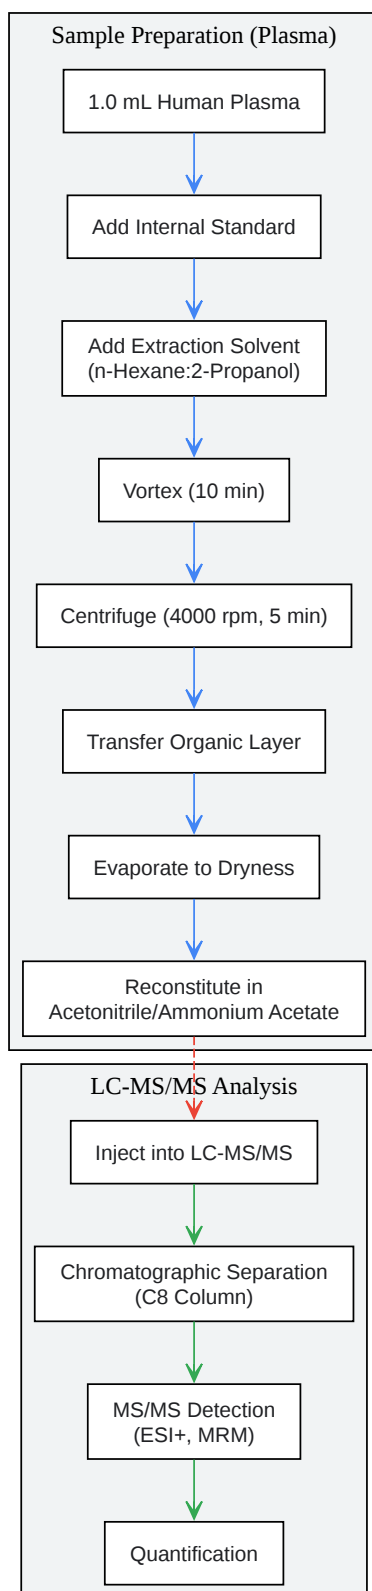 Sample Preparation (Plasma)
1.0 mL Human Plasma
Add Internal Standard
Add Extraction Solvent
(n-Hexane:2-Propanol)
Vortex (10 min)
Centrifuge (4000 rpm, 5 min)
Transfer Organic Layer
Evaporate to Dryness
Reconstitute in
Acetonitrile/Ammonium Acetate
LC-MS/MS Analysis
Inject into LC-MS/MS
Chromatographic Separation
(C8 Column)
MS/MS Detection
(ESI+, MRM)
Quantification